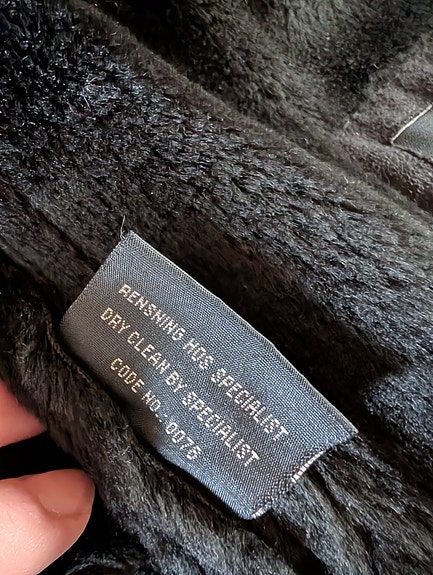 RENSNING HOS SPECIALIST
DRY CLEAN BY SPECIALIST
CODE NO. 0076